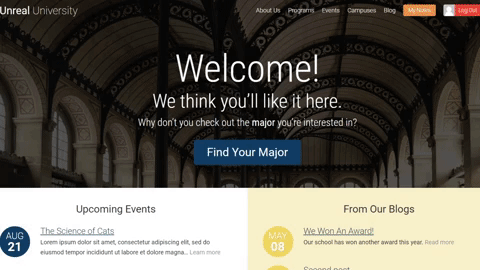 Unreal University
About Us Programs Events Campuses Blog My Notes Log Out
Welcome!
We think you'll like it here.
Why don't you check out the major you're interested in?
Find Your Major
Upcoming Events
AUG
21
The Science of Cats
Lorem ipsum dolor sit amet, consectetur adipiscing elit, sed do
eiusmod tempor incididunt ut labore et dolore magna... Learn more
From Our Blogs
MAY
08
We Won An Award!
Our school has won another award this year. Read more
Second post